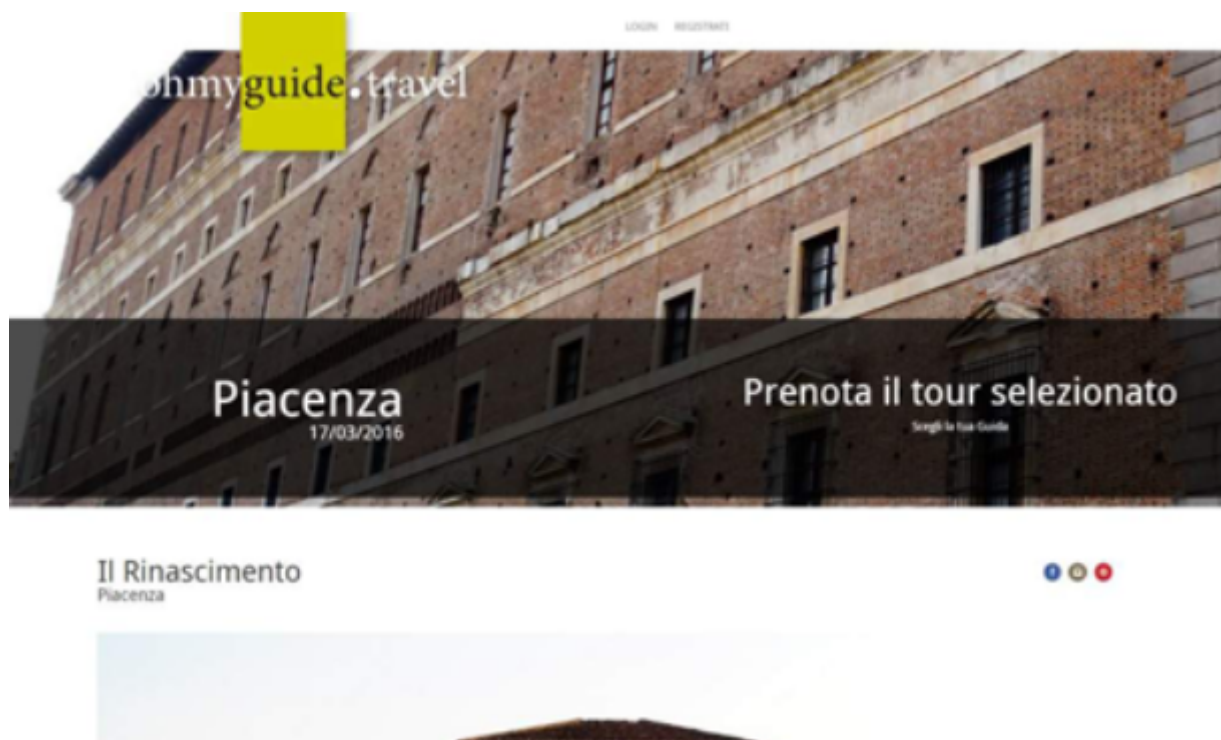 LOGIN REGISTRATI
ohmyguide.travel
Piacenza
17/03/2016
Prenota il tour selezionato
Scegli la tua Guida
Il Rinascimento
Piacenza